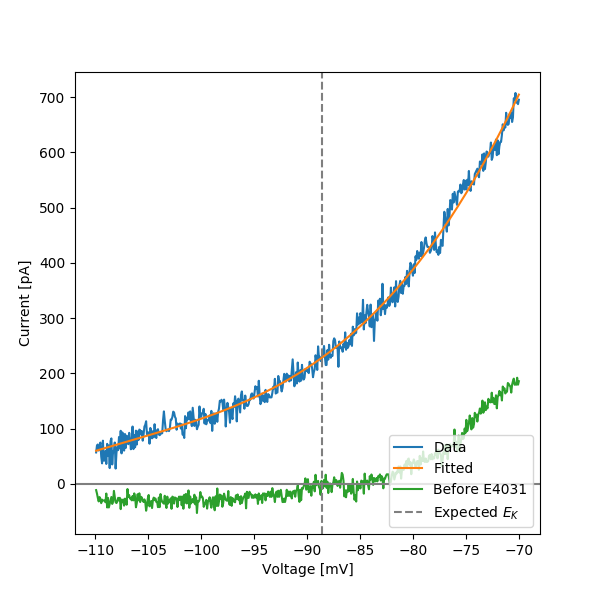 700
600
500
400
300
200
100
0
Current [pA]
Data
Fitted
Before E4031
Expected E_K
−110 −105 −100 −95 −90 −85 −80 −75 −70
Voltage [mV]